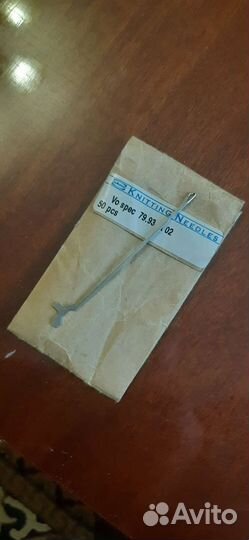 KNITTING NEEDLES
Vo spec 79.93 02
50 pcs
Avito